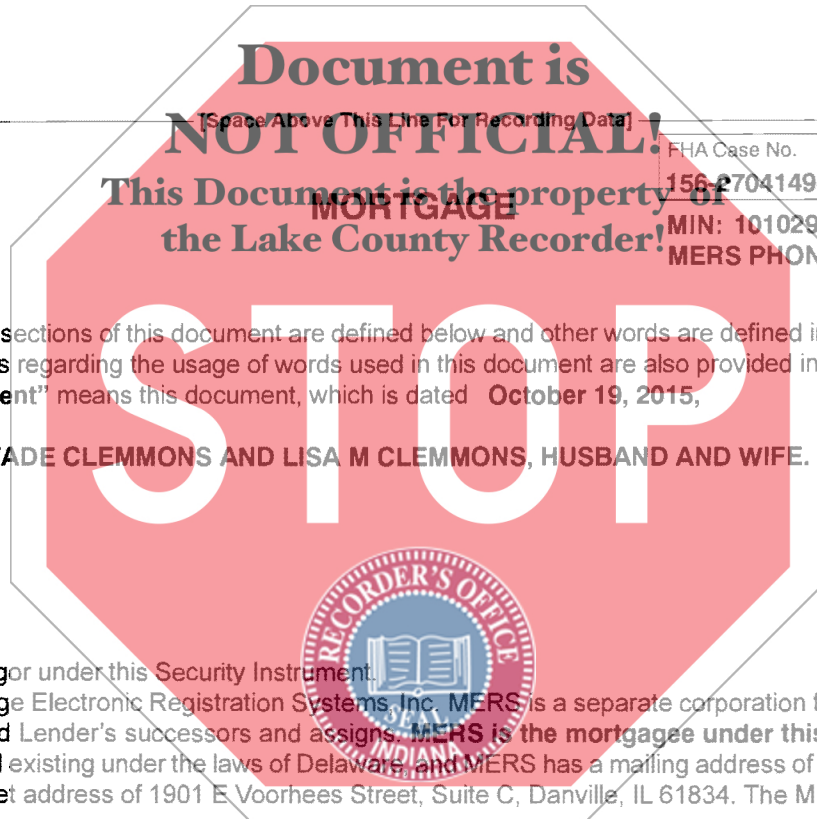 Document is
[Space Above This Line For Recording Data]
NOT OFFICIAL!
FHA Case No.
This Document is the property of
156-2704149
MORTGAGE
the Lake County Recorder!
MIN: 101029
MERS PHON
sections of this document are defined below and other words are defined i
s regarding the usage of words used in this document are also provided in
ent” means this document, which is dated October 19, 2015,
ADE CLEMMONS AND LISA M CLEMMONS, HUSBAND AND WIFE.
STOP
RECORDER'S OFFICE
SEAL
INDIANA
gor under this Security Instrument.
ge Electronic Registration Systems, Inc. MERS is a separate corporation t
d Lender's successors and assigns. MERS is the mortgagee under this
existing under the laws of Delaware, and MERS has a mailing address of
et address of 1901 E Voorhees Street, Suite C, Danville, IL 61834. The M